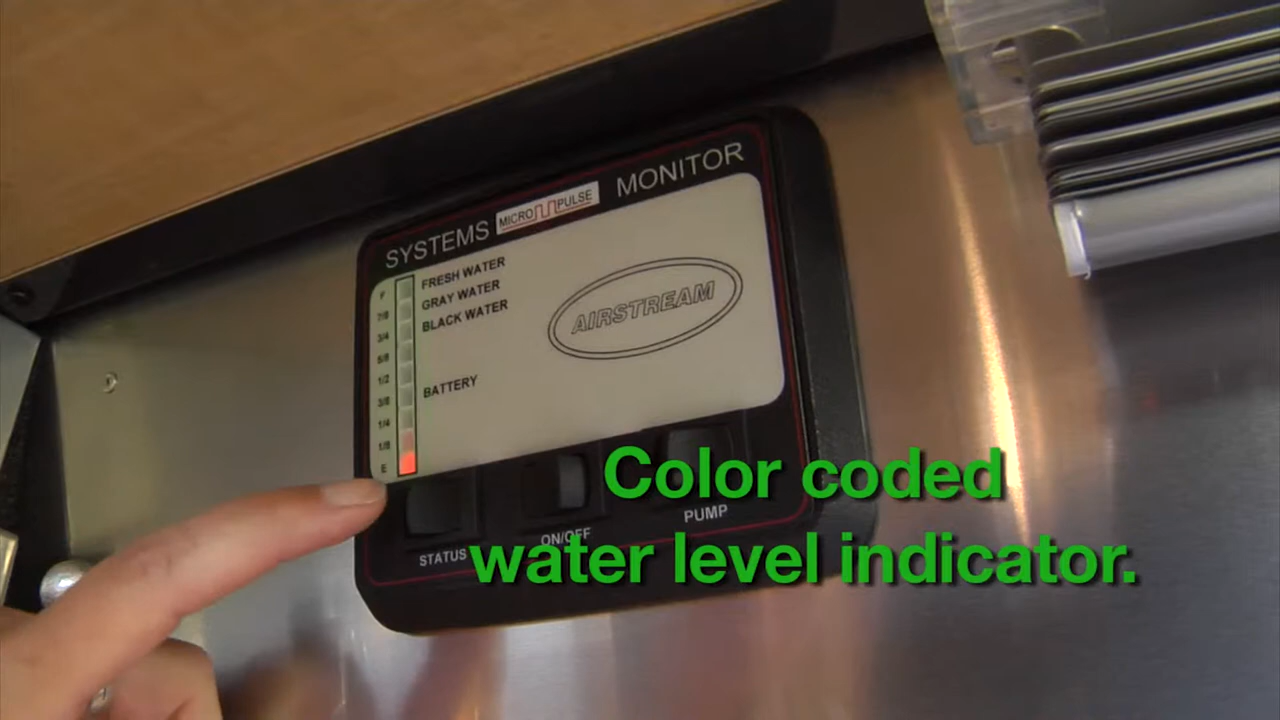 SYSTEMS MICRO PULSE MONITOR
F
7/8
3/4
5/8
1/2
3/8
1/4
1/8
E
FRESH WATER
GRAY WATER
BLACK WATER
BATTERY
AIRSTREAM
STATUS
ON/OFF
PUMP
Color coded
water level indicator.